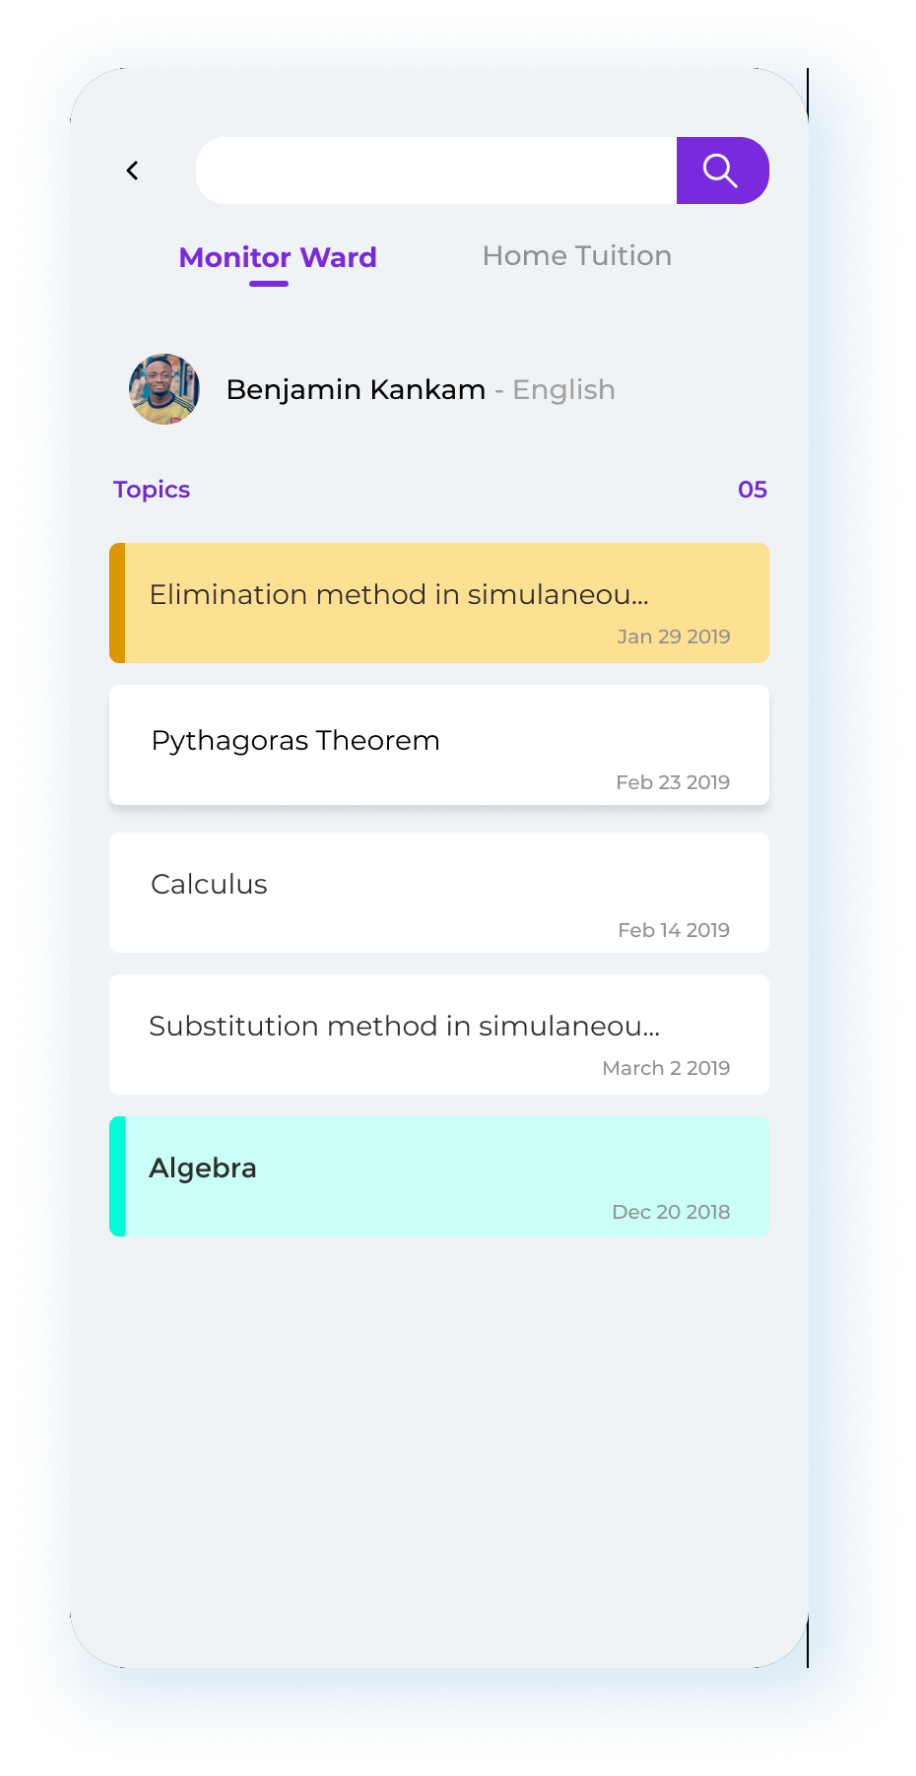 Monitor Ward
Home Tuition
Benjamin Kankam - English
Topics
05
Elimination method in simulaneou...
Jan 29 2019
Pythagoras Theorem
Feb 23 2019
Calculus
Feb 14 2019
Substitution method in simulaneou...
March 2 2019
Algebra
Dec 20 2018